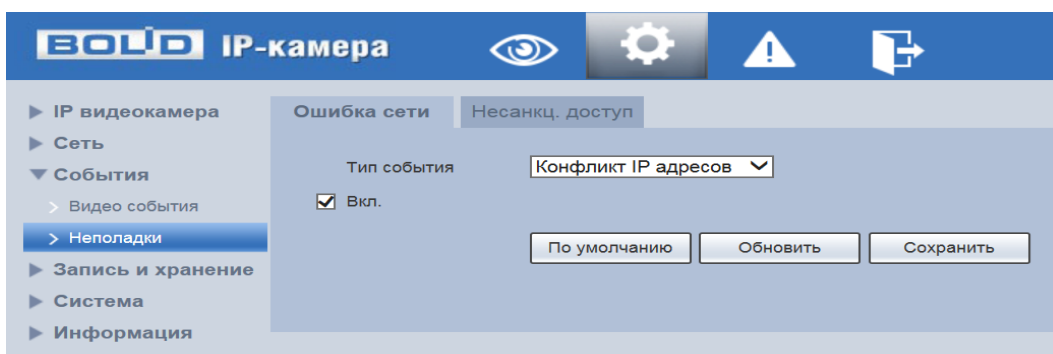 BOLID IP-камера
IP видеокамера
Сеть
События
Видео события
Неполадки
Запись и хранение
Система
Информация
Ошибка сети
Несанкц. доступ
Тип события
Конфликт IP адресов
Вкл.
По умолчанию
Обновить
Сохранить